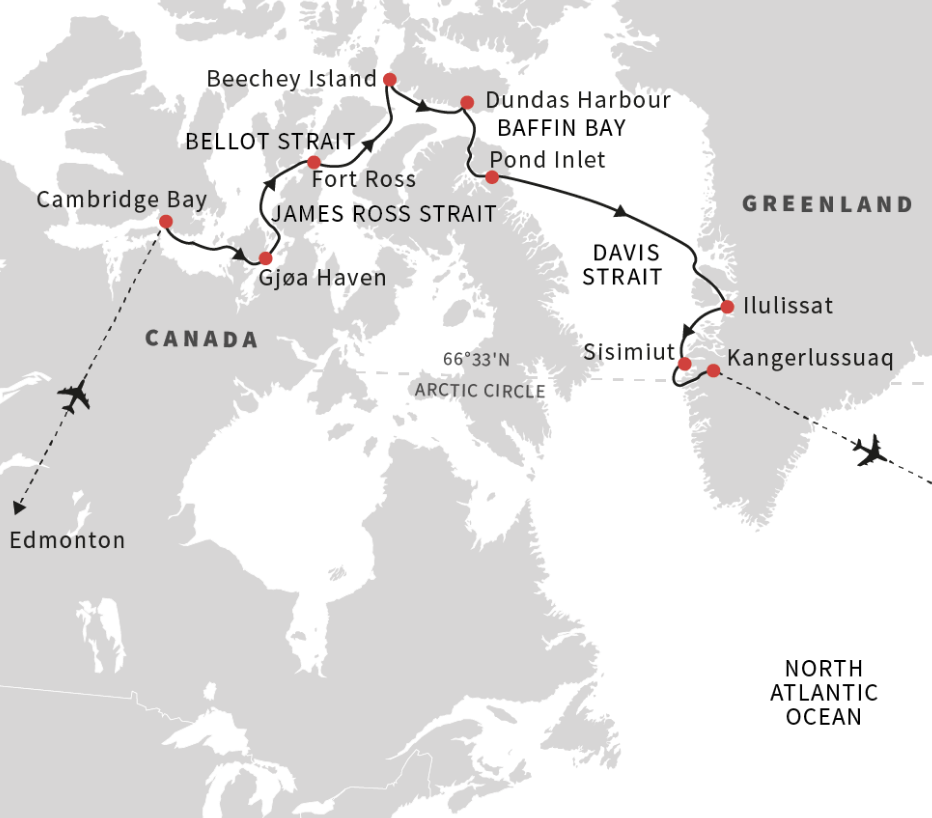 Beechey Island
Dundas Harbour
BAFFIN BAY
BELLOT STRAIT
Pond Inlet
Fort Ross
Cambridge Bay
JAMES ROSS STRAIT
GREENLAND
DAVIS
STRAIT
Gjøa Haven
Ilulissat
CANADA
Sisimiut
Kangerlussuaq
66°33'N
ARCTIC CIRCLE
Edmonton
NORTH
ATLANTIC
OCEAN